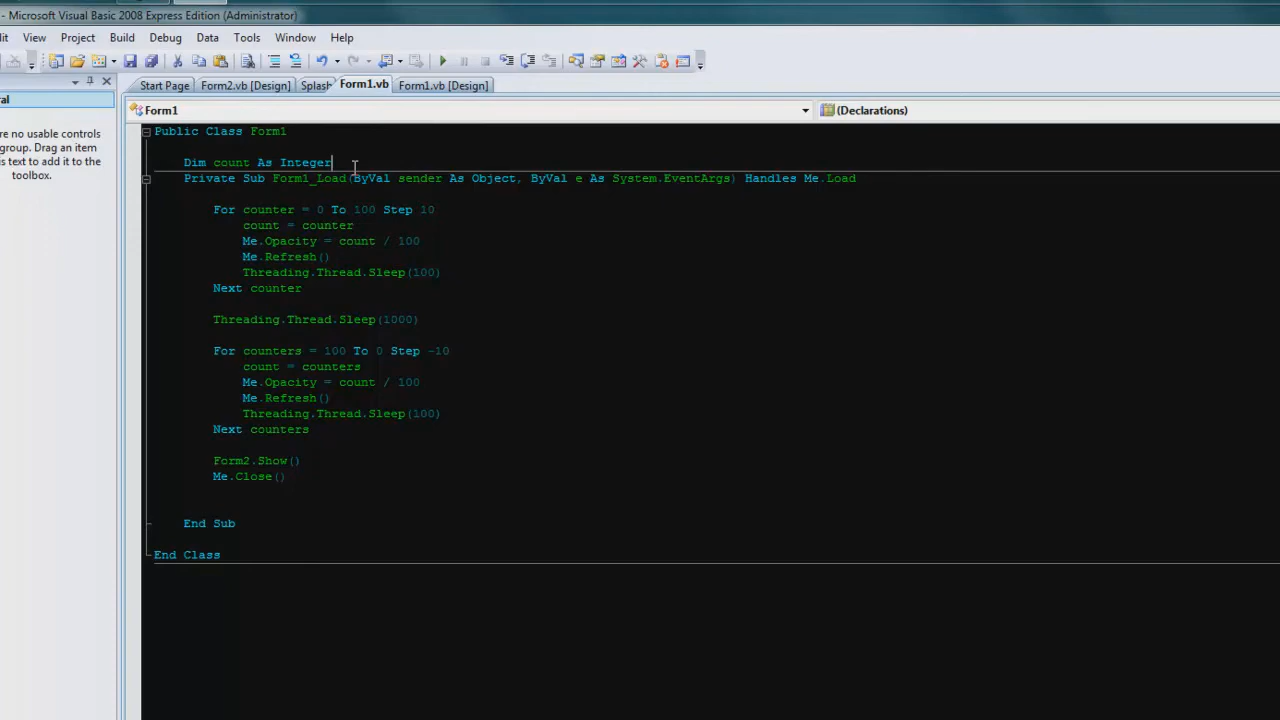 - Microsoft Visual Basic 2008 Express Edition (Administrator)
it View Project Build Debug Data Tools Window Help
Start Page Form2.vb [Design] Splash Form1.vb Form1.vb [Design]
ral
Form1 (Declarations)
re no usable controls
group. Drag an item
is text to add it to the
toolbox.
Public Class Form1
Dim count As Integer
Private Sub Form1_Load(ByVal sender As Object, ByVal e As System.EventArgs) Handles Me.Load
For counter = 0 To 100 Step 10
count = counter
Me.Opacity = count / 100
Me.Refresh()
Threading.Thread.Sleep(100)
Next counter
Threading.Thread.Sleep(1000)
For counters = 100 To 0 Step -10
count = counters
Me.Opacity = count / 100
Me.Refresh()
Threading.Thread.Sleep(100)
Next counters
Form2.Show()
Me.Close()
End Sub
End Class